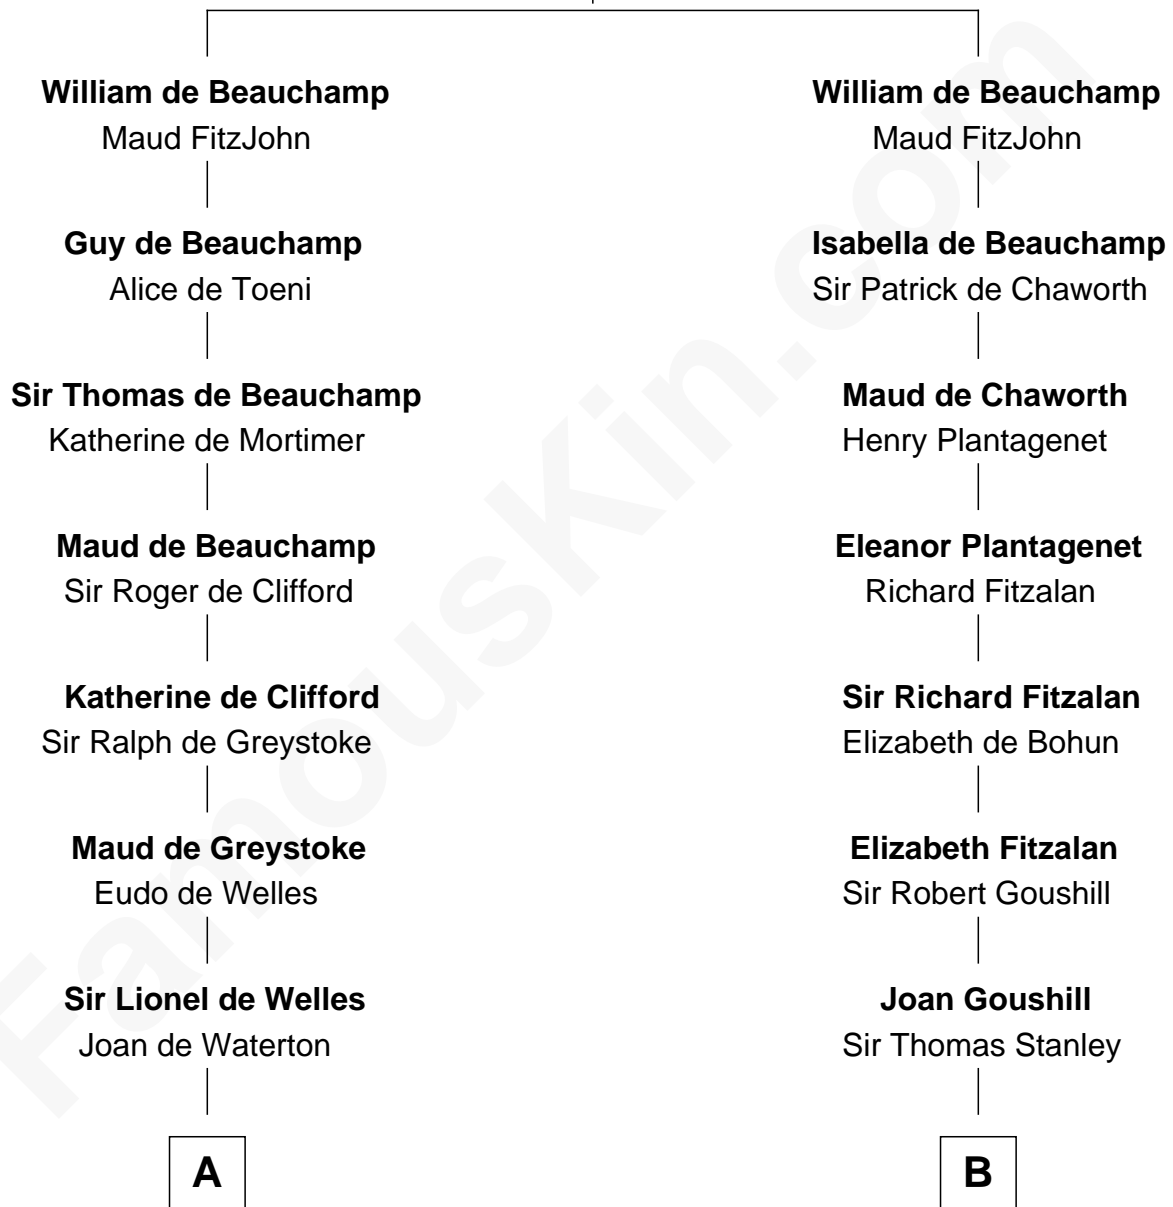 William de Beauchamp
Maud FitzJohn
Guy de Beauchamp
Alice de Toeni
Sir Thomas de Beauchamp
Katherine de Mortimer
Maud de Beauchamp
Sir Roger de Clifford
Katherine de Clifford
Sir Ralph de Greystoke
Maud de Greystoke
Eudo de Welles
Sir Lionel de Welles
Joan de Waterton
A
William de Beauchamp
Maud FitzJohn
Isabella de Beauchamp
Sir Patrick de Chaworth
Maud de Chaworth
Henry Plantagenet
Eleanor Plantagenet
Richard Fitzalan
Sir Richard Fitzalan
Elizabeth de Bohun
Elizabeth Fitzalan
Sir Robert Goushill
Joan Goushill
Sir Thomas Stanley
B
FamousKin.com